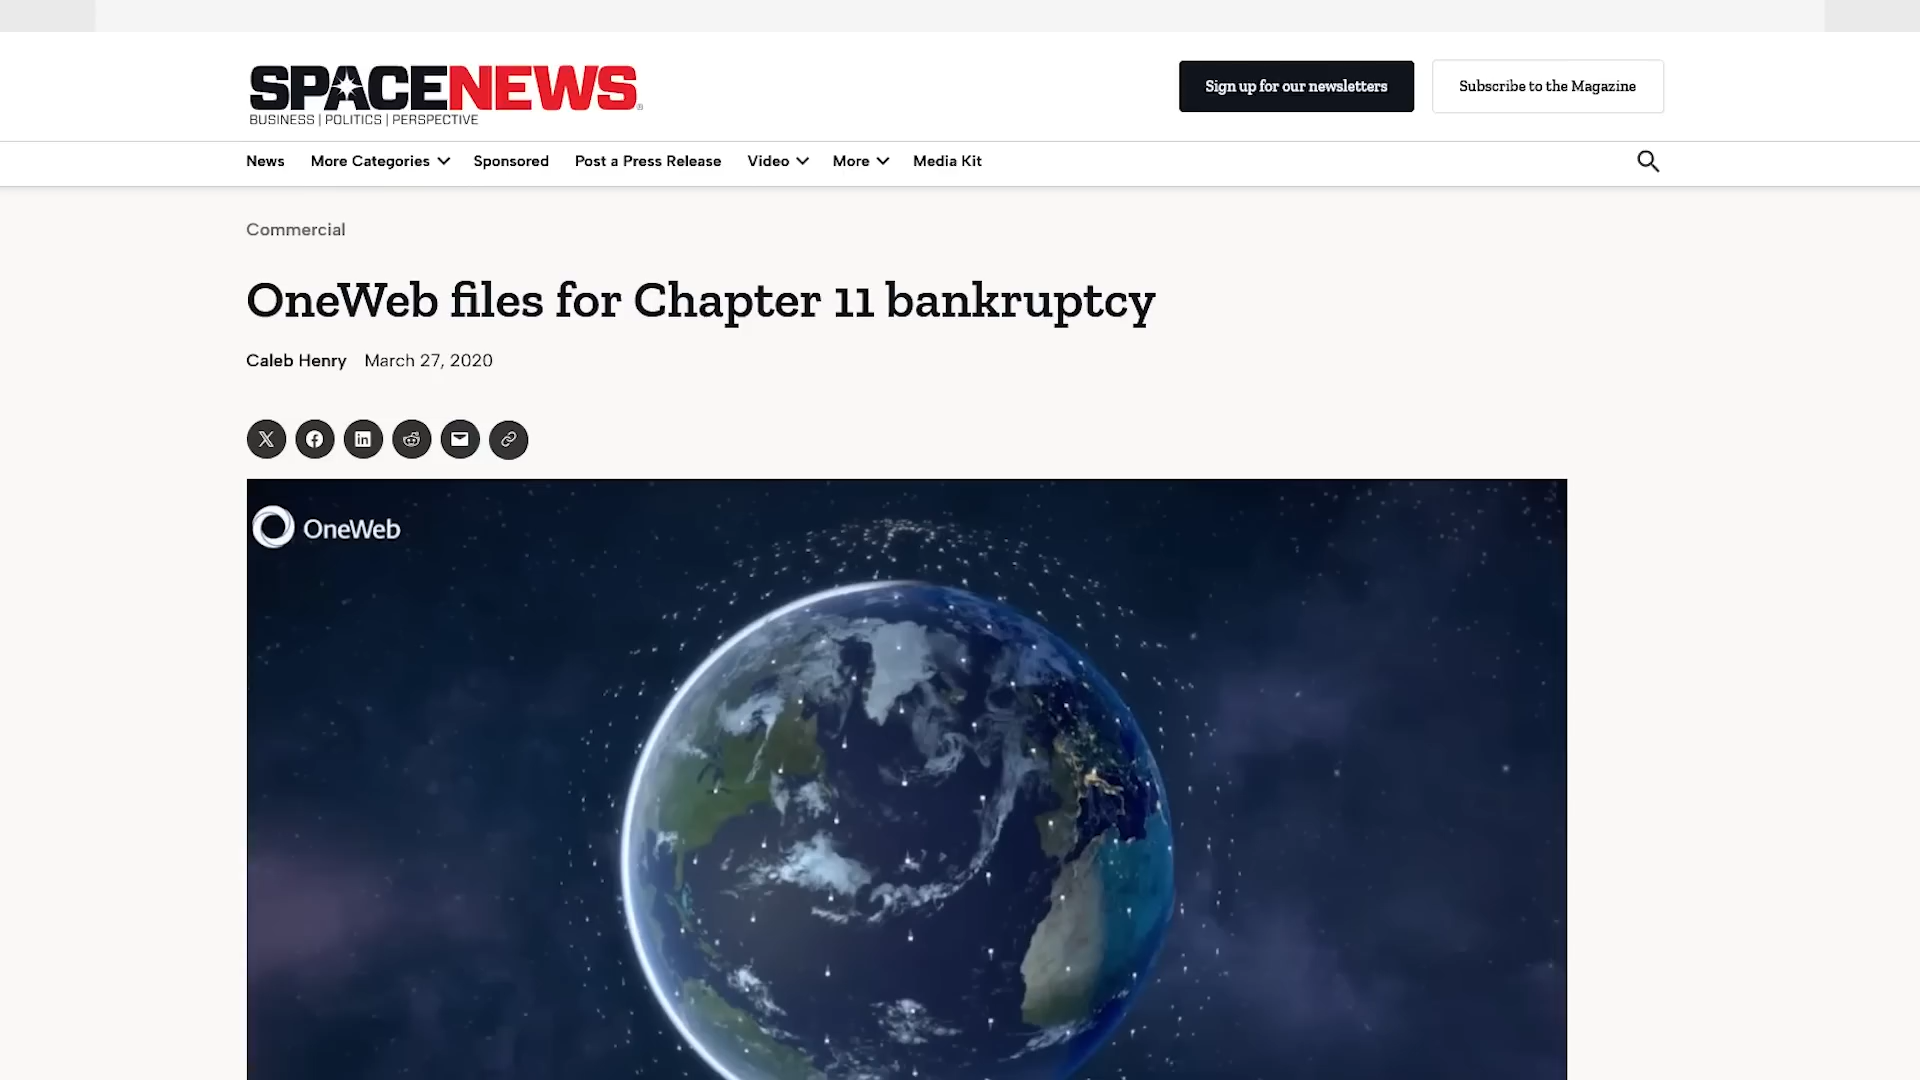 SPACENEWS
BUSINESS | POLITICS | PERSPECTIVE
Sign up for our newsletters
Subscribe to the Magazine
News More Categories Sponsored Post a Press Release Video More Media Kit
Commercial
OneWeb files for Chapter 11 bankruptcy
Caleb Henry March 27, 2020
OneWeb